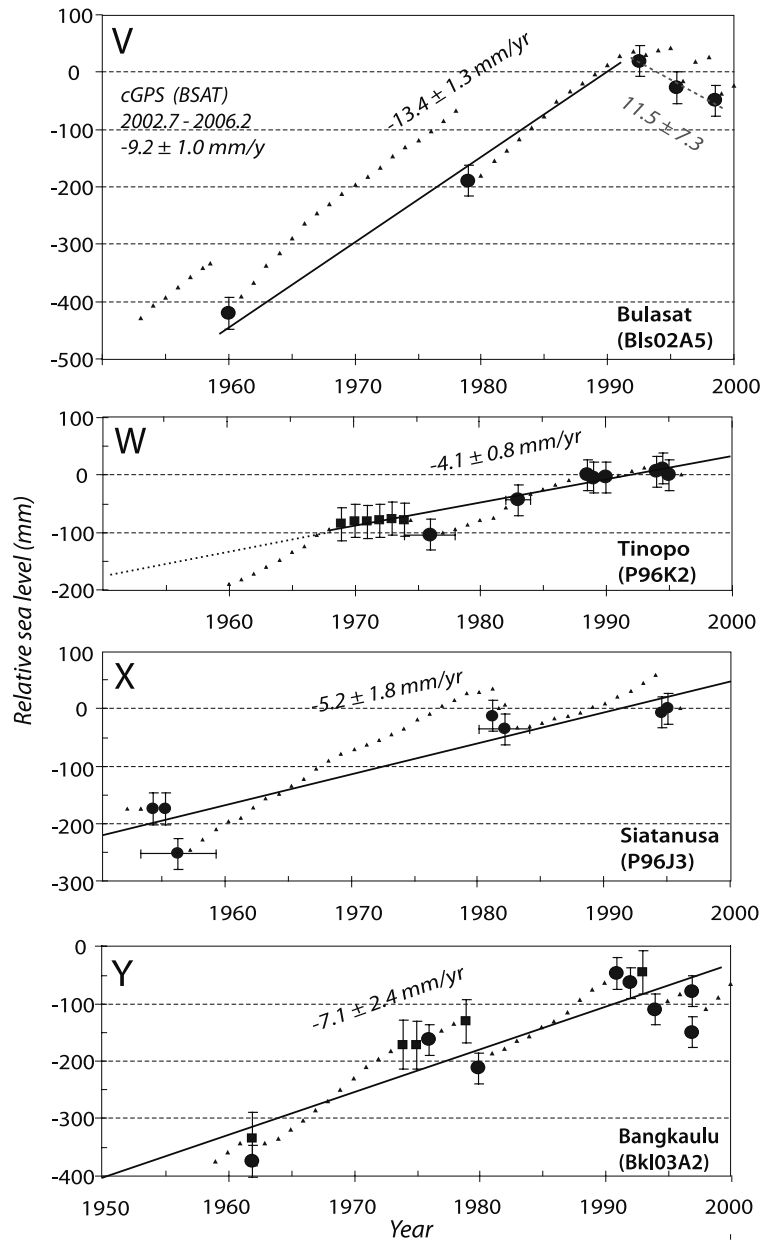 V
100
0
-100
-200
-300
-400
-500
cGPS (BSAT)
2002.7 - 2006.2
-9.2 ± 1.0 mm/y
-13.4 ± 1.3 mm/yr
11.5 ± 7.3
Bulasat
(Bls02A5)
1960 1970 1980 1990 2000
W
100
0
-100
-200
-4.1 ± 0.8 mm/yr
Tinopo
(P96K2)
1960 1970 1980 1990 2000
Relative sea level (mm)
X
100
0
-100
-200
-300
-5.2 ± 1.8 mm/yr
Siatanusa
(P96J3)
1960 1970 1980 1990 2000
Y
0
-100
-200
-300
-400
-7.1 ± 2.4 mm/yr
Bangkaulu
(Bkl03A2)
1950 1960 1970 1980 1990 2000
Year